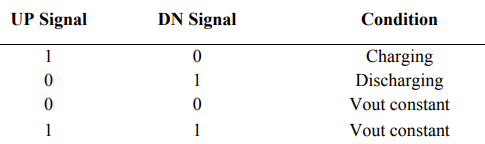 UP Signal DN Signal Condition
1 0 Charging
0 1 Discharging
0 0 Vout constant
1 1 Vout constant